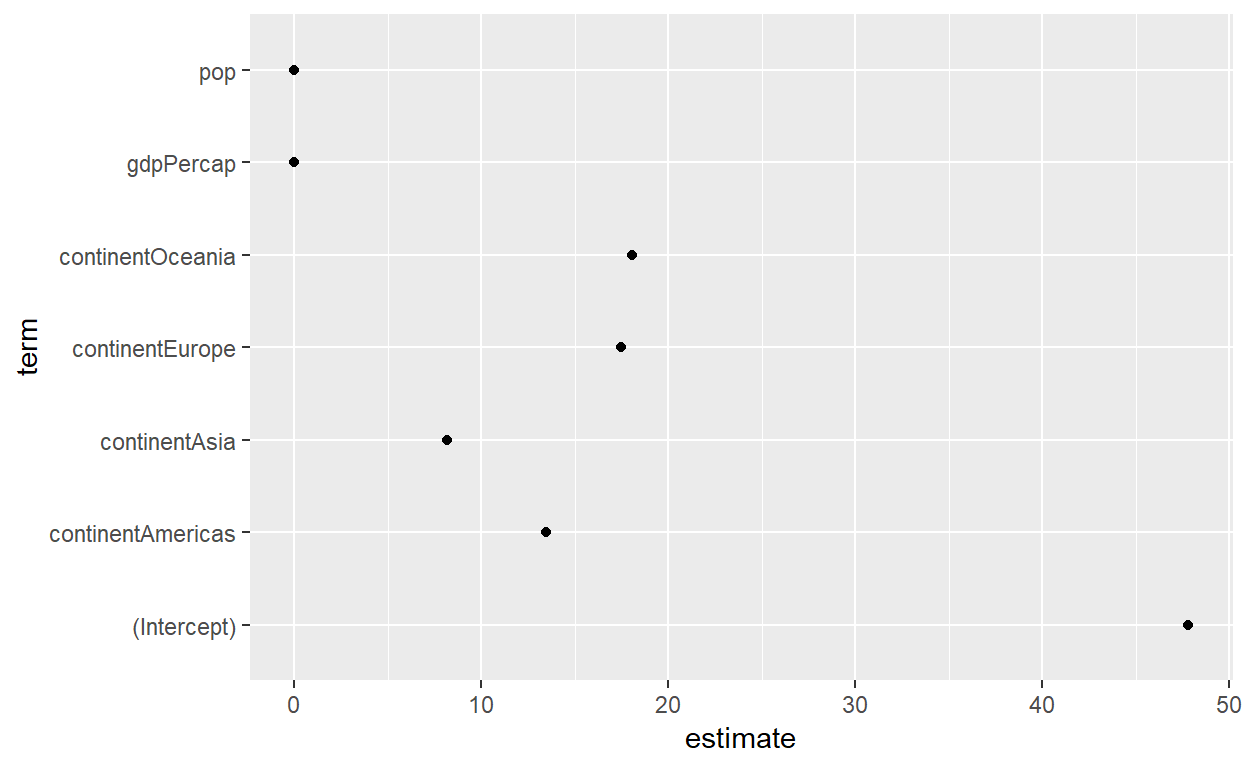 pop
gdpPercap
continentOceania
continentEurope
continentAsia
continentAmericas
(Intercept)
term
0 10 20 30 40 50
estimate